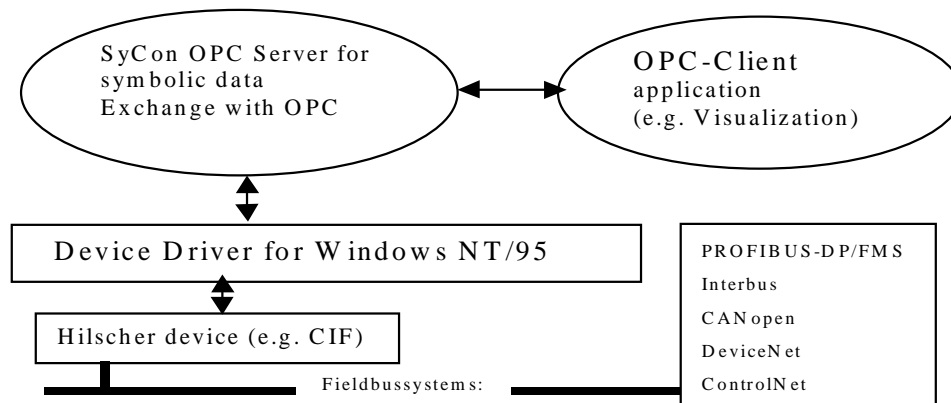 SyCon OPC Server for
symbolic data
Exchange with OPC
OPC-Client
application
(e.g. Visualization)
Device Driver for Windows NT/95
Hilscher device (e.g. CIF)
Fieldbussystems:
PROFIBUS-DP/FMS
Interbus
CANopen
DeviceNet
ControlNet